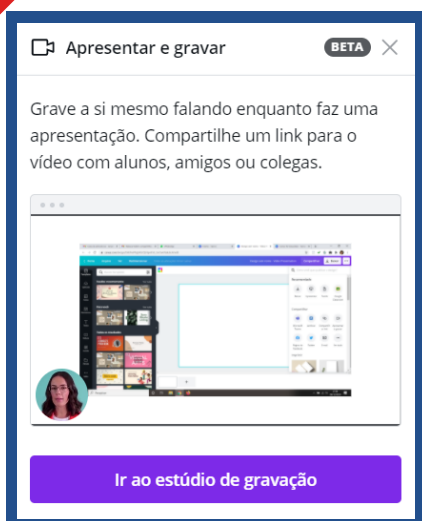 Apresentar e gravar BETA
Grave a si mesmo falando enquanto faz uma
apresentação. Compartilhe um link para o
vídeo com alunos, amigos ou colegas.
Ir ao estúdio de gravação